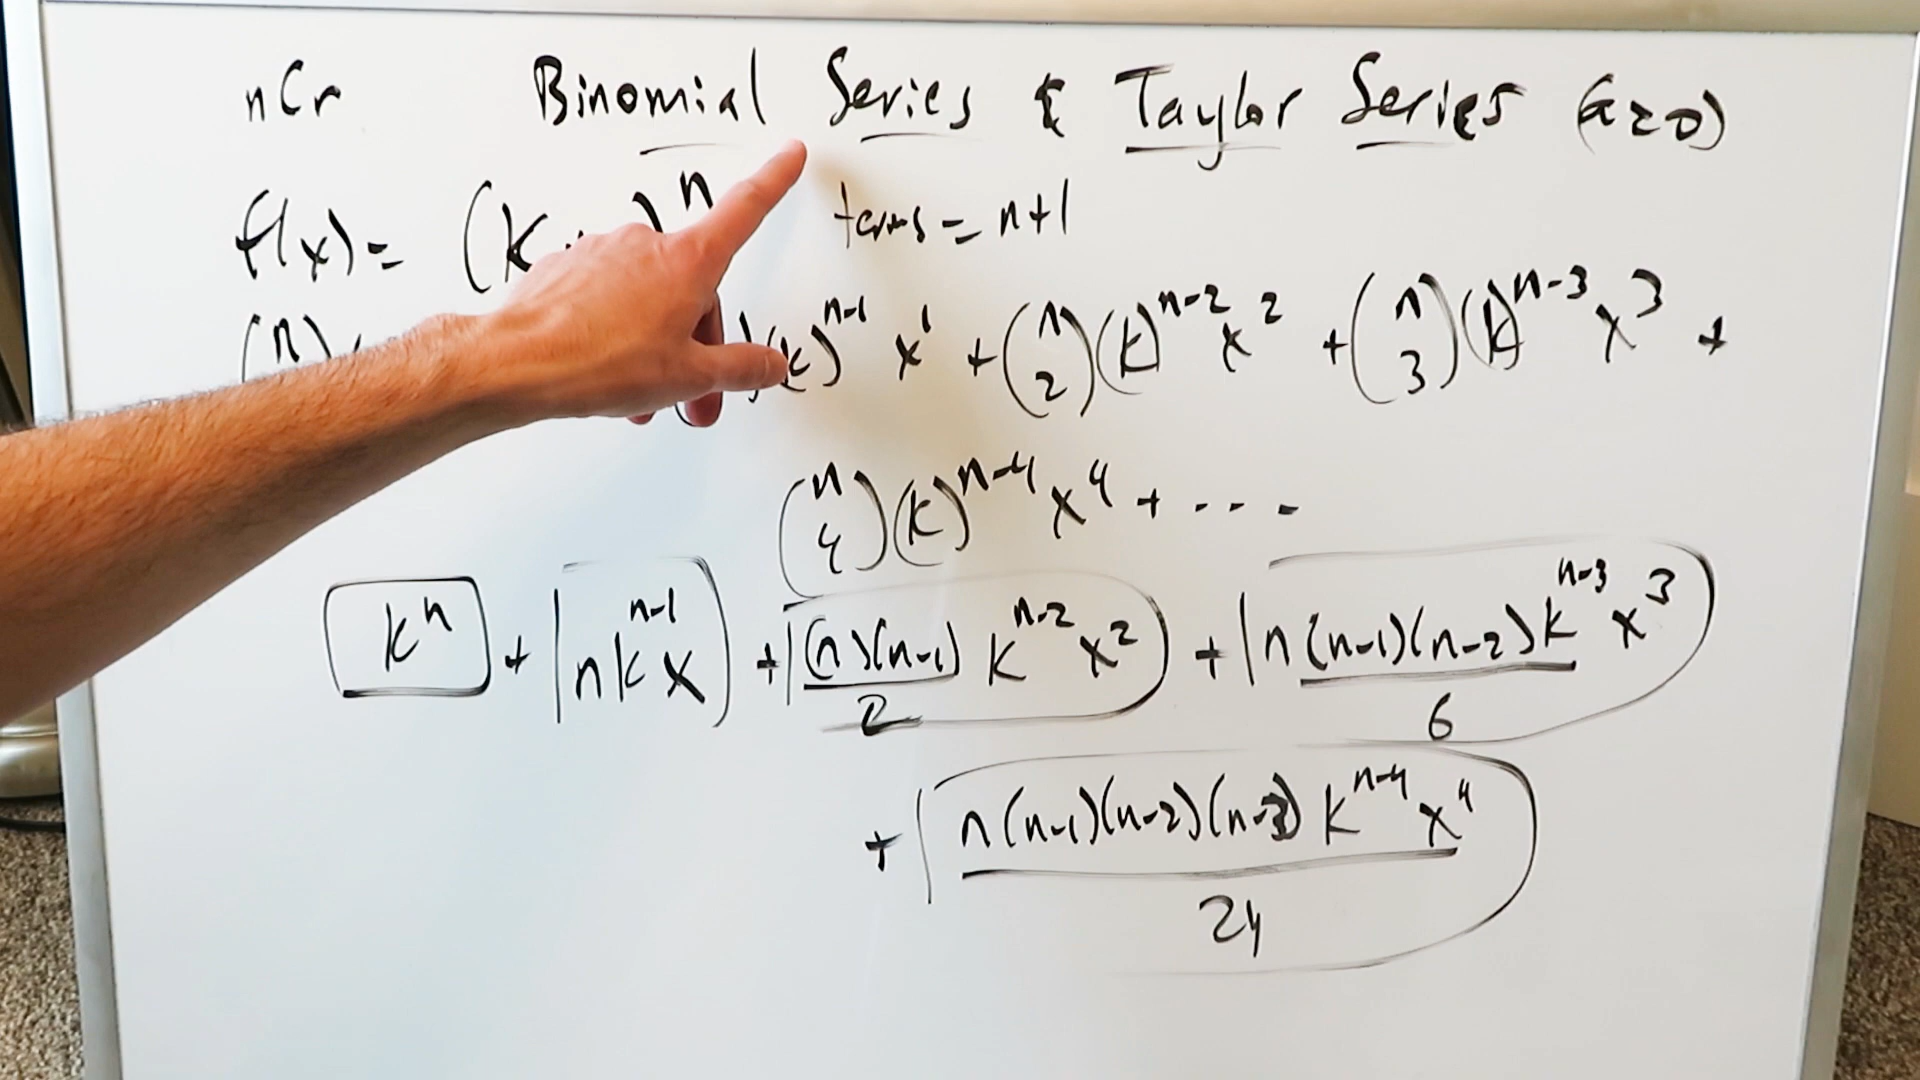 nCr Binomial Series & Taylor Series (a=0)
f(x) = (k )^n terms = n+1
(n (k)^{n-1} x^1 + (n 2)(k)^{n-2} x^2 + (n 3)(k)^{n-3} x^3 +
(n 4)(k)^{n-4} x^4 + ----
k^n + n k^{n-1} x + (n)(n-1)/2 k^{n-2} x^2 + n(n-1)(n-2)k^{n-3} x^3/6
+ n(n-1)(n-2)(n-3) k^{n-4} x^4/24